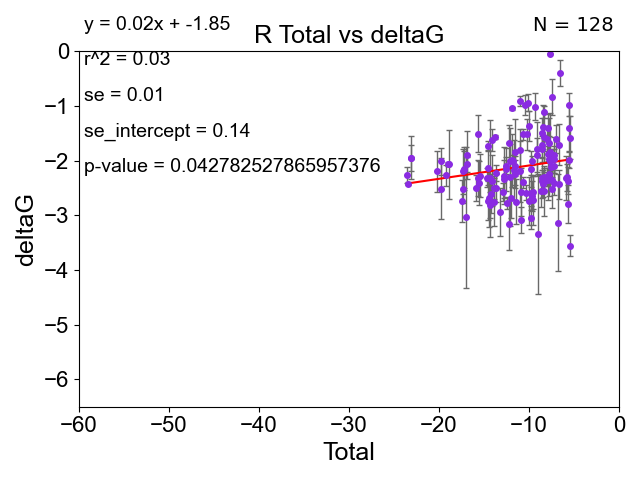 y = 0.02x + -1.85
R Total vs deltaG
N = 128
r^2 = 0.03
se = 0.01
se_intercept = 0.14
p-value = 0.042782527865957376
deltaG
0
−1
−2
−3
−4
−5
−6
−60
−50
−40
−30
−20
−10
0
Total